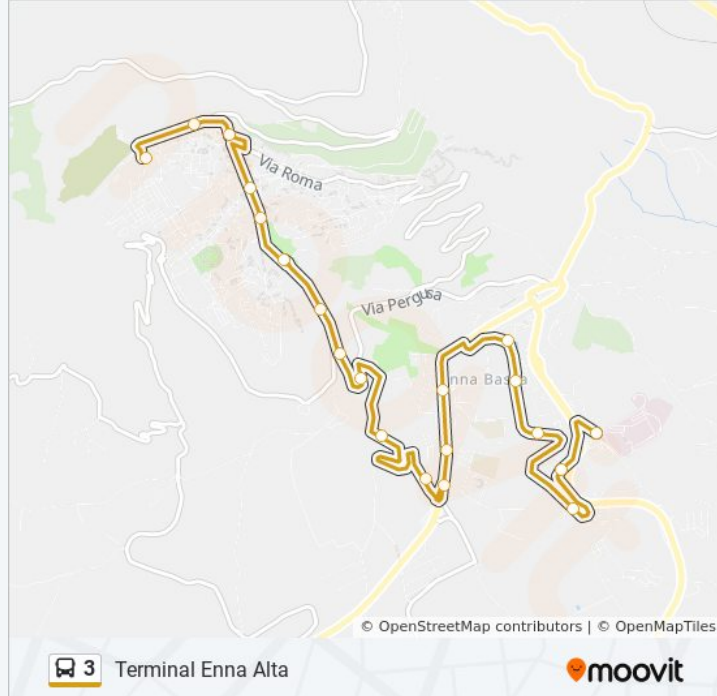 Via Roma
Via Pergusa
Enna Bassa
© OpenStreetMap contributors | © OpenMapTiles
3 Terminal Enna Alta
moovit